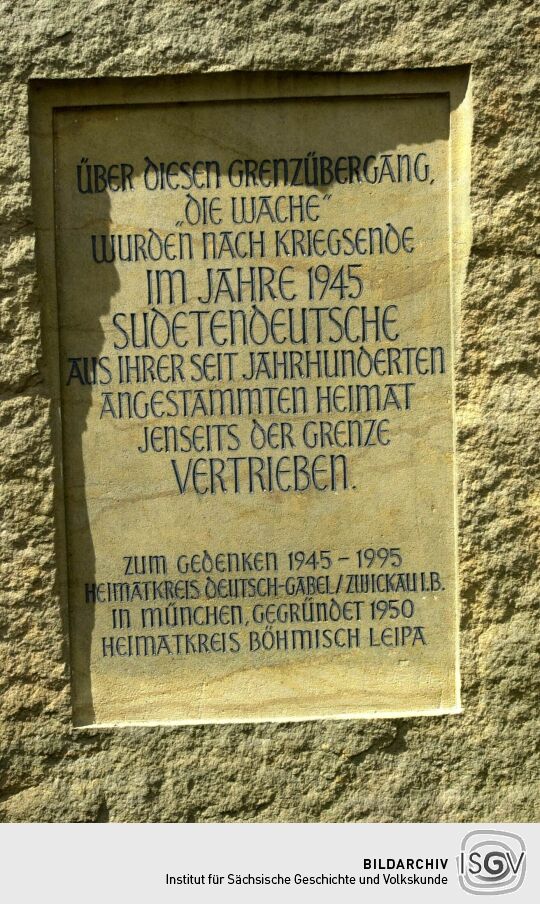 ÜBER DIESEN GRENZÜBERGANG,
„DIE WACHE“
WURDEN NACH KRIEGSENDE
IM JAHRE 1945
SUDETENDEUTSCHE
AUS IHRER SEIT JAHRHUNDERTEN
ANGESTAMMTEN HEIMAT
JENSEITS DER GRENZE
VERTRIEBEN.
ZUM GEDENKEN 1945 – 1995
HEIMATKREIS DEUTSCH-GABEL/ZWICKAU I.B.
IN MÜNCHEN, GEGRÜNDET 1950
HEIMATKREIS BÖHMISCH LEIPA
BILDARCHIV
Institut für Sächsische Geschichte und Volkskunde
ISGV